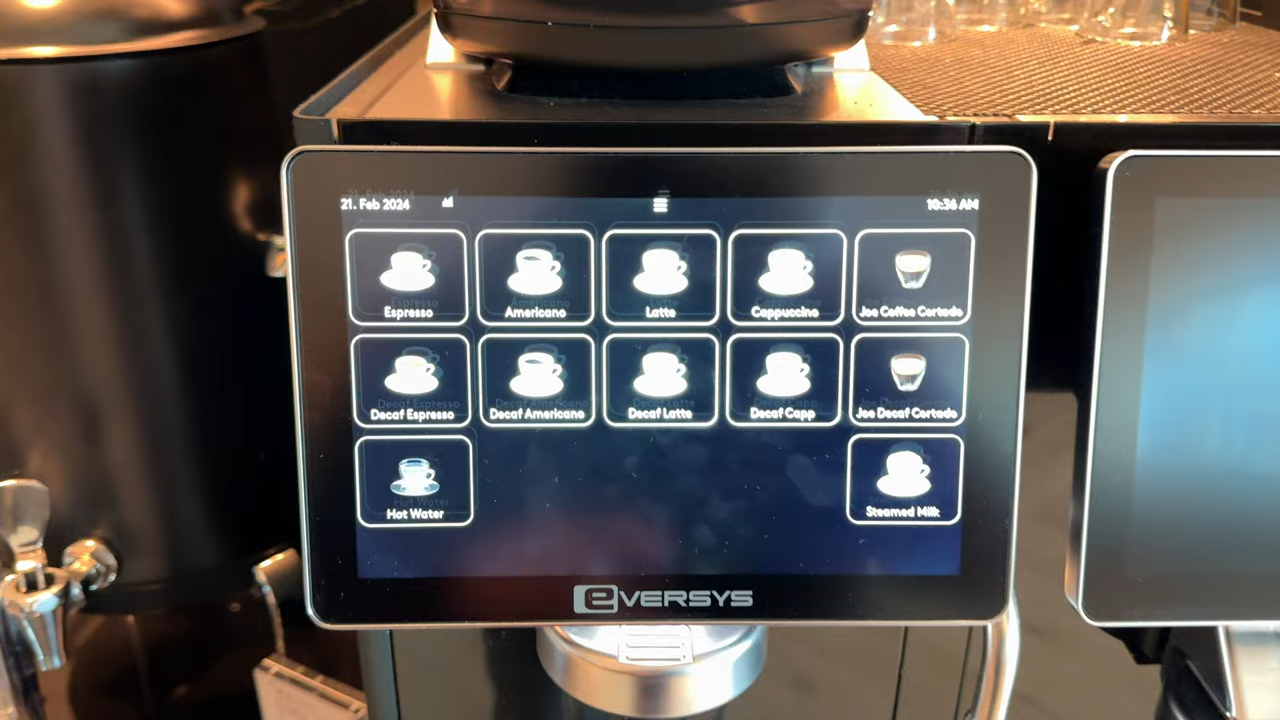 21. Feb 2024 10:36 AM
Espresso
Americano
Latte
Cappuccino
Joe Coffee Cortado
Decaf Espresso
Decaf Americano
Decaf Latte
Decaf Capp
Joe Decaf Cortado
Hot Water
Steamed Milk
eVERSYS